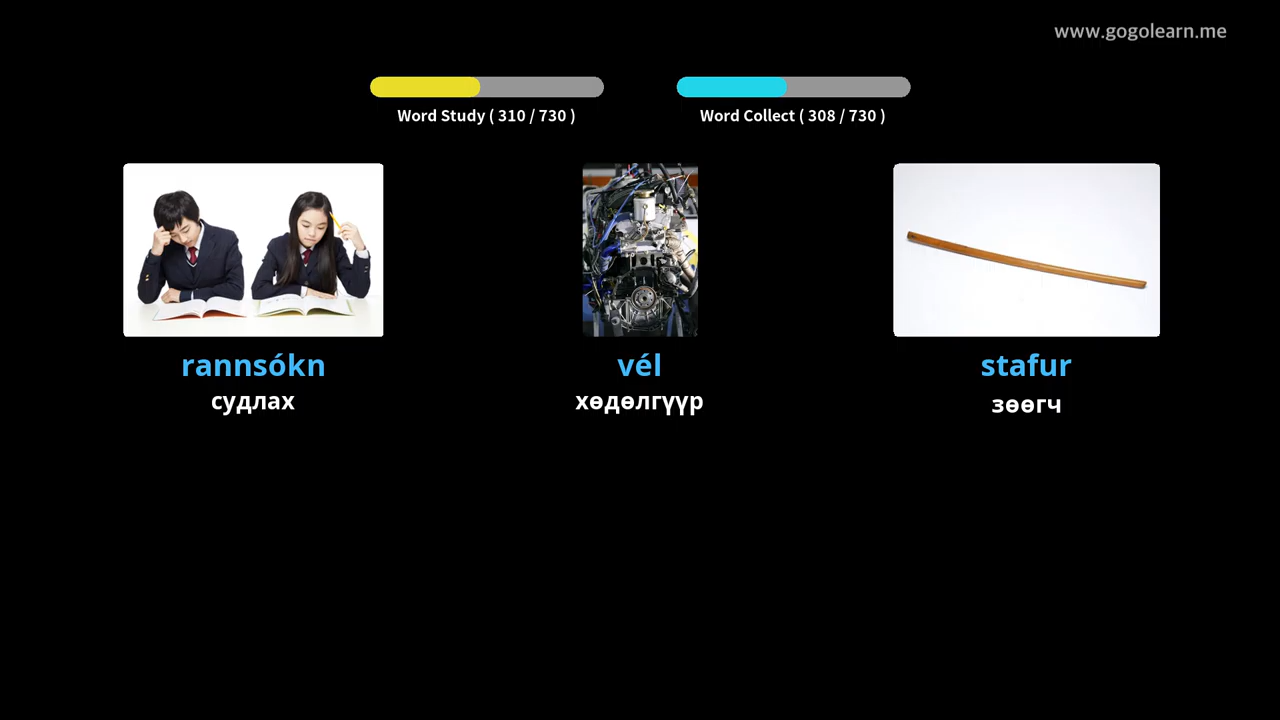 www.gogolearn.me
Word Study ( 310 / 730 )
Word Collect ( 308 / 730 )
rannsókn
судлах
vél
хөдөлгүүр
stafur
зөөгч